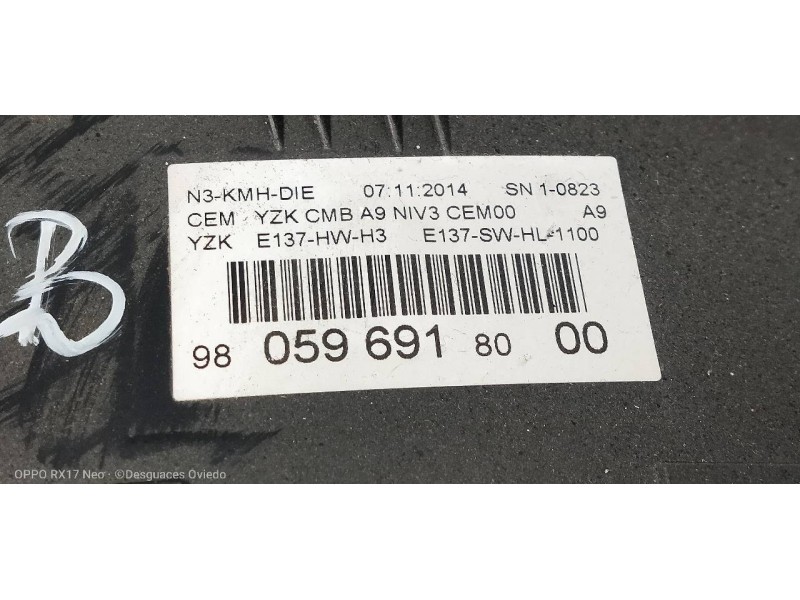 N3-KMH-DIE 07:11:2014 SN 1-0823
CEM YZK CMB A9 NIV3 CEM00 A9
YZK E137-HW-H3 E137-SW-HL-1100
98 059 691 80 00
B
OPPO RX17 Neo · ©Desguaces Oviedo